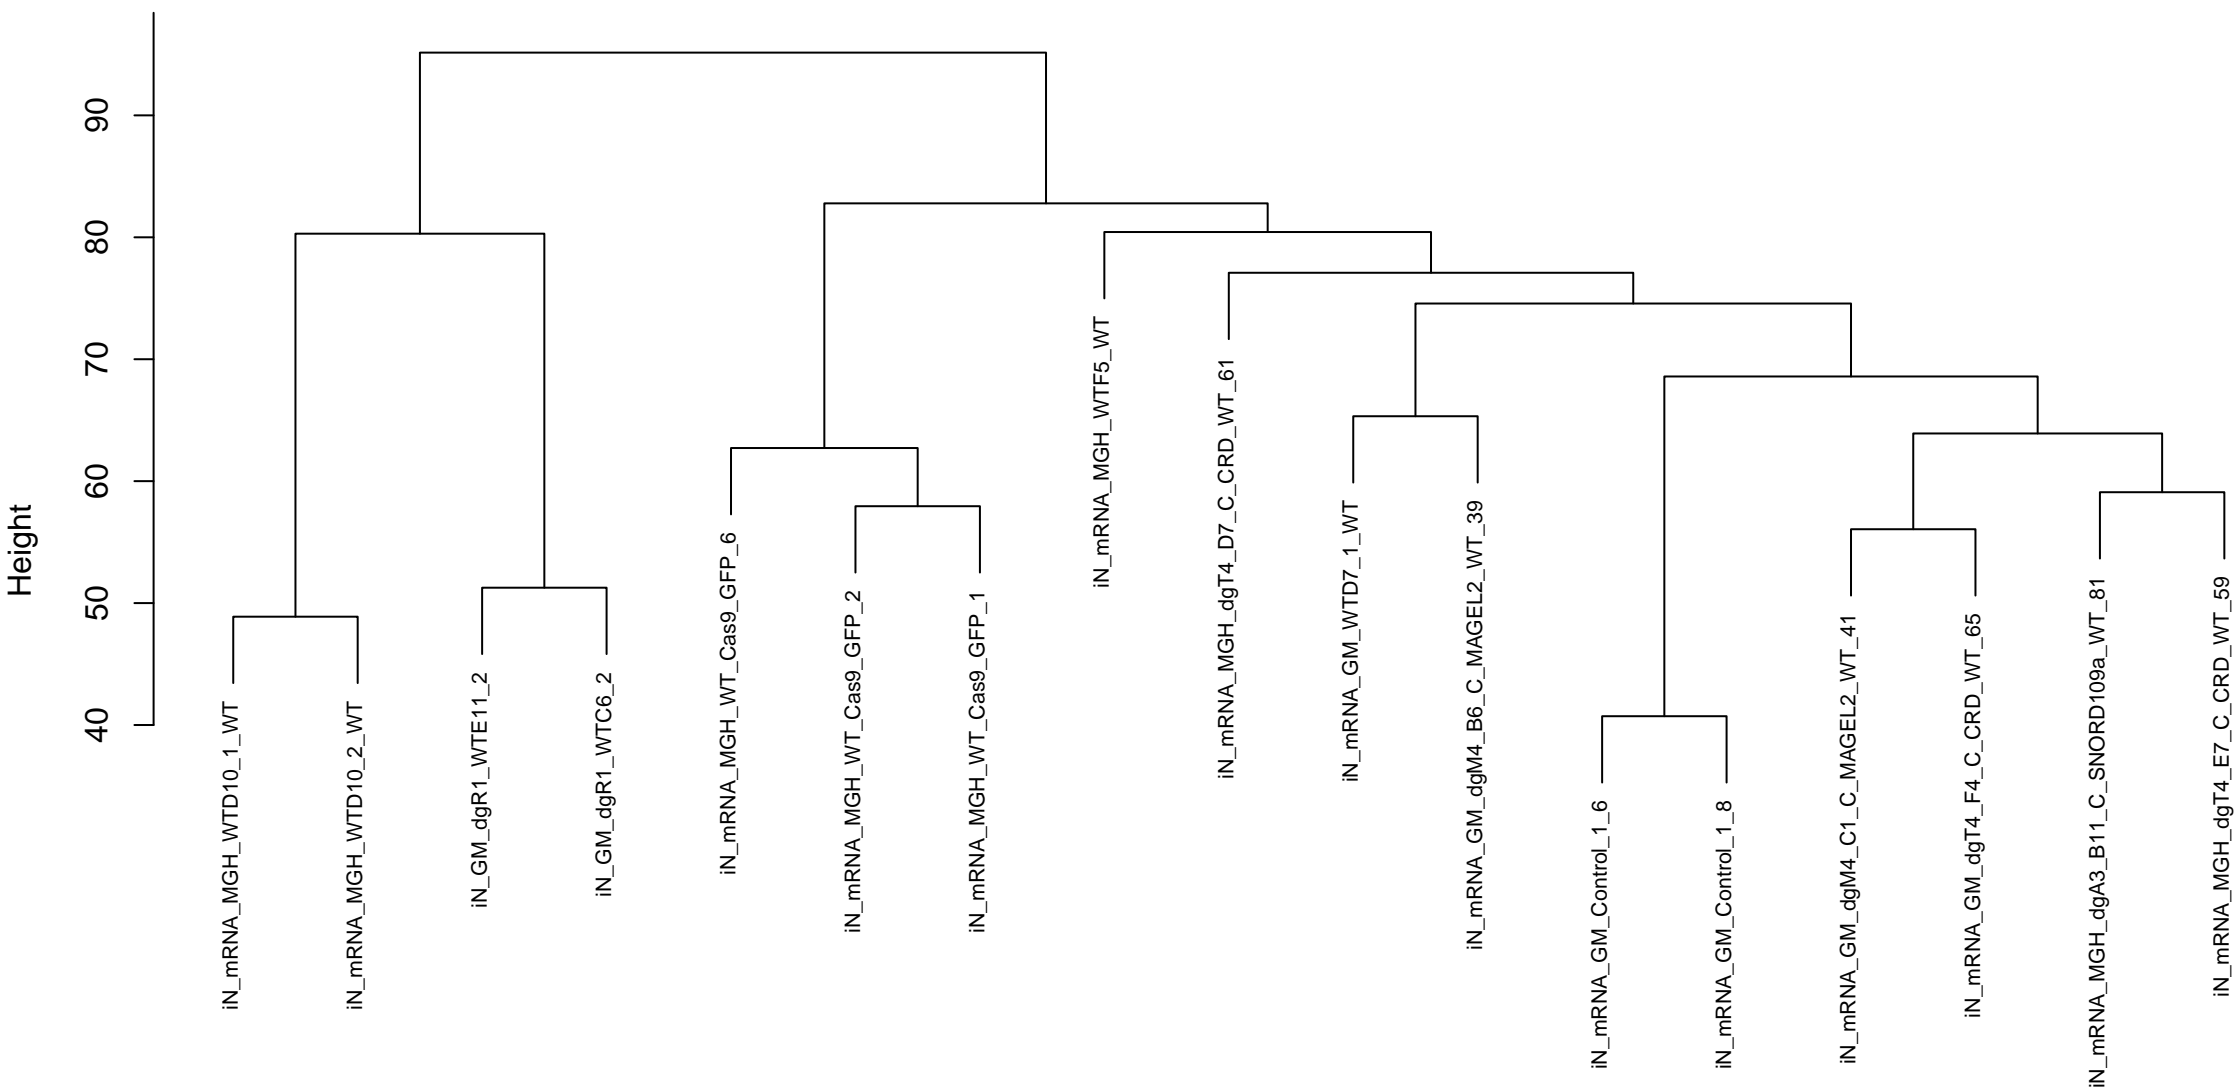 Height
90
80
70
60
50
40
iN_mRNA_MGH_WTD10_1_WT
iN_mRNA_MGH_WTD10_2_WT
iN_GM_dgR1_WTE11_2
iN_GM_dgR1_WTC6_2
iN_mRNA_MGH_WT_Cas9_GFP_6
iN_mRNA_MGH_WT_Cas9_GFP_2
iN_mRNA_MGH_WT_Cas9_GFP_1
iN_mRNA_MGH_WTF5_WT
iN_mRNA_MGH_dgT4_D7_C_CRD_WT_61
iN_mRNA_GM_WTD7_1_WT
iN_mRNA_GM_dgM4_B6_C_MAGEL2_WT_39
iN_mRNA_GM_Control_1_6
iN_mRNA_GM_Control_1_8
iN_mRNA_GM_dgM4_C1_C_MAGEL2_WT_41
iN_mRNA_GM_dgT4_F4_C_CRD_WT_65
iN_mRNA_MGH_dgA3_B11_C_SNORD109a_WT_81
iN_mRNA_MGH_dgT4_E7_C_CRD_WT_59